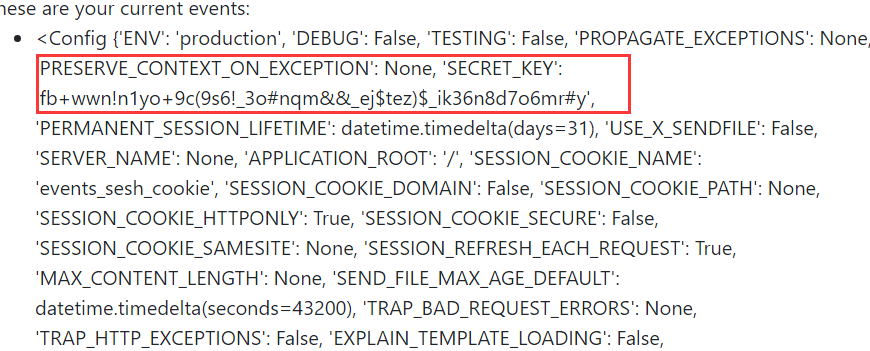 hese are your current events:
<Config {'ENV': 'production', 'DEBUG': False, 'TESTING': False, 'PROPAGATE_EXCEPTIONS': None,
PRESERVE_CONTEXT_ON_EXCEPTION': None, 'SECRET_KEY':
fb+wwn!n1yo+9c(9s6!_3o#nqm&&_ej$tez)$_ik36n8d7o6mr#y',
'PERMANENT_SESSION_LIFETIME': datetime.timedelta(days=31), 'USE_X_SENDFILE': False,
'SERVER_NAME': None, 'APPLICATION_ROOT': '/', 'SESSION_COOKIE_NAME':
'events_sesh_cookie', 'SESSION_COOKIE_DOMAIN': False, 'SESSION_COOKIE_PATH': None,
'SESSION_COOKIE_HTTPONLY': True, 'SESSION_COOKIE_SECURE': False,
'SESSION_COOKIE_SAMESITE': None, 'SESSION_REFRESH_EACH_REQUEST': True,
'MAX_CONTENT_LENGTH': None, 'SEND_FILE_MAX_AGE_DEFAULT':
datetime.timedelta(seconds=43200), 'TRAP_BAD_REQUEST_ERRORS': None,
'TRAP_HTTP_EXCEPTIONS': False, 'EXPLAIN_TEMPLATE_LOADING': False,